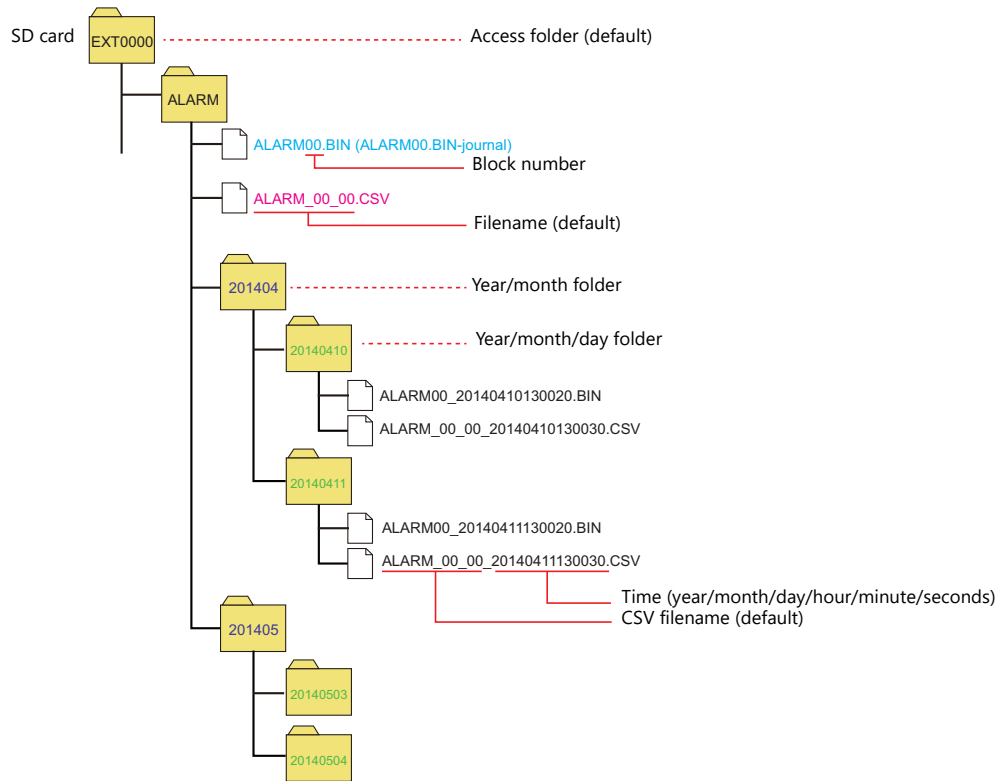 SD card
EXT0000
Access folder (default)
ALARM
ALARM00.BIN (ALARM00.BIN-journal)
Block number
ALARM_00_00.CSV
Filename (default)
201404
Year/month folder
20140410
Year/month/day folder
ALARM00_20140410130020.BIN
ALARM_00_00_20140410130030.CSV
20140411
ALARM00_20140411130020.BIN
ALARM_00_00_20140411130030.CSV
Time (year/month/day/hour/minute/seconds)
CSV filename (default)
201405
20140503
20140504